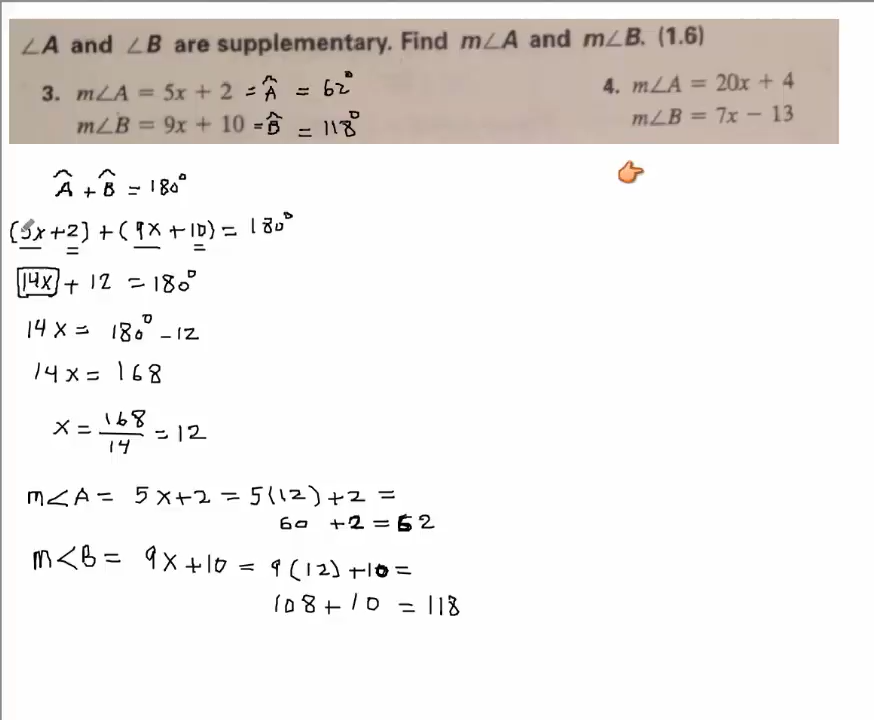 ∠A and ∠B are supplementary. Find m∠A and m∠B. (1.6)
3. m∠A = 5x + 2 = Â = 62°
m∠B = 9x + 10 = B̂ = 118°
4. m∠A = 20x + 4
m∠B = 7x − 13
Â + B̂ = 180°
(5x+2) + (9x+10) = 180°
14x + 12 = 180°
14x = 180° - 12
14x = 168
x = 168/14 = 12
m<A = 5x+2 = 5(12)+2 =
60 +2 = 62
m<B = 9x+10 = 9(12)+10 =
108+10 = 118